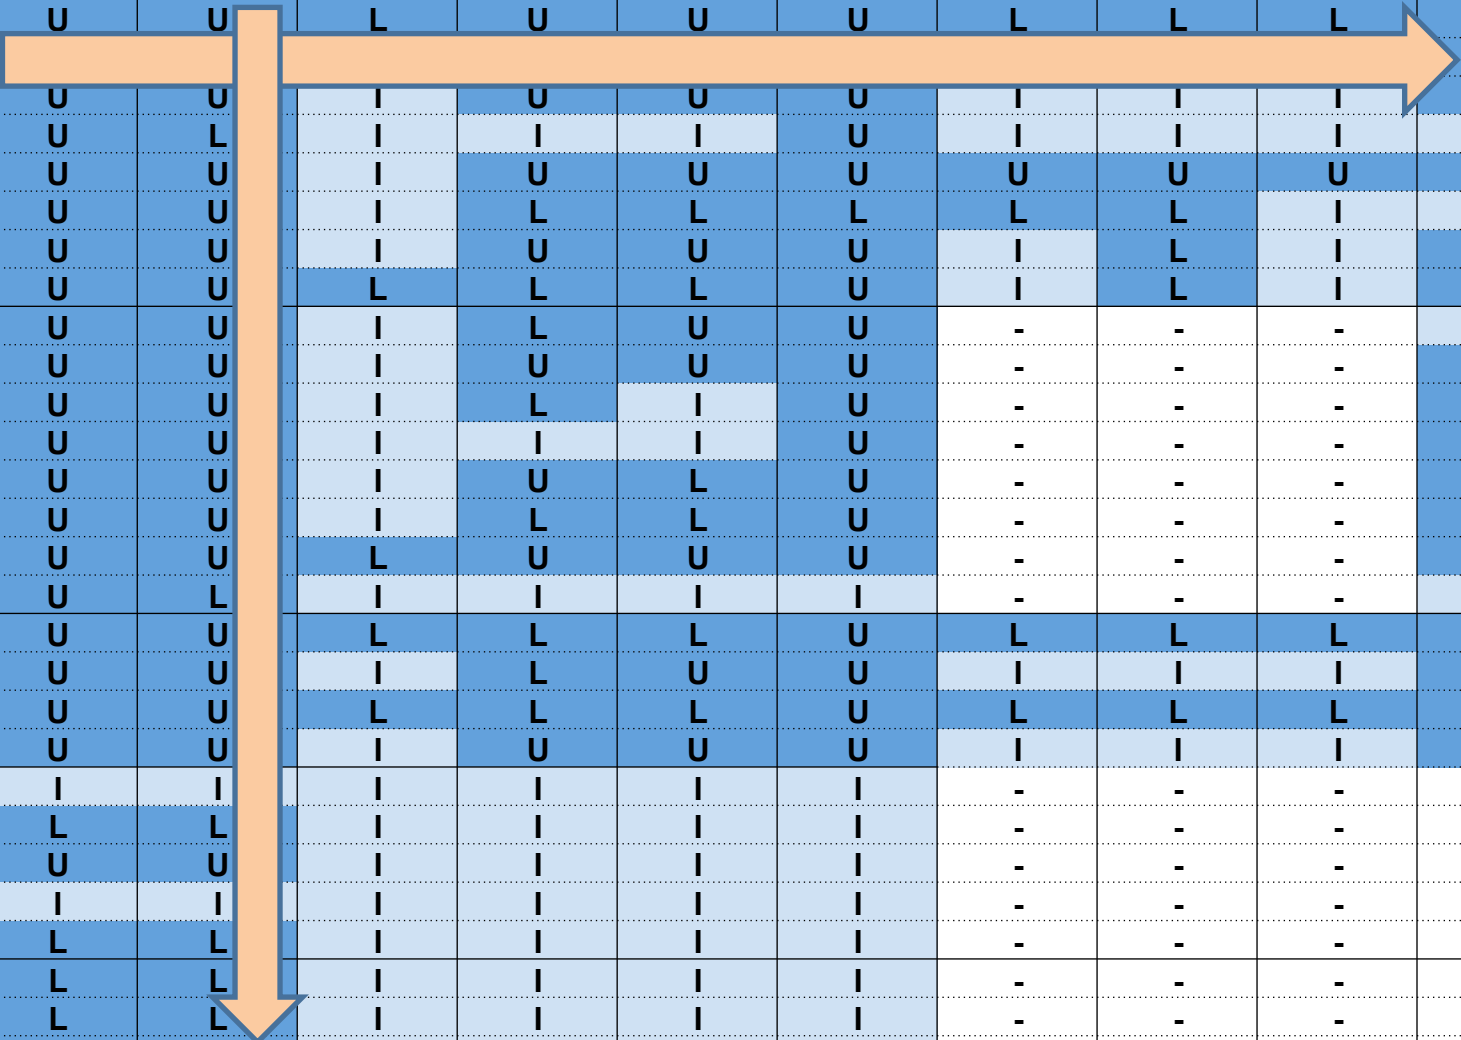 U U L U U U L L L
U U I U U U I I I
U L I I I U I I I
U U I U U U U U U
U U I L L L L L I
U U I U U U I L I
U U L L L U I L I
U U I L U U - - -
U U I U U U - - -
U U I L I U - - -
U U I I I U - - -
U U I U L U - - -
U U I L L U - - -
U U L U U U - - -
U L I I I I - - -
U U L L L U L L L
U U I L U U I I I
U U L L L U L L L
U U I U U U I I I
I I I I I I - - -
L L I I I I - - -
U U I I I I - - -
I I I I I I - - -
L L I I I I - - -
L L I I I I - - -
L L I I I I - - -